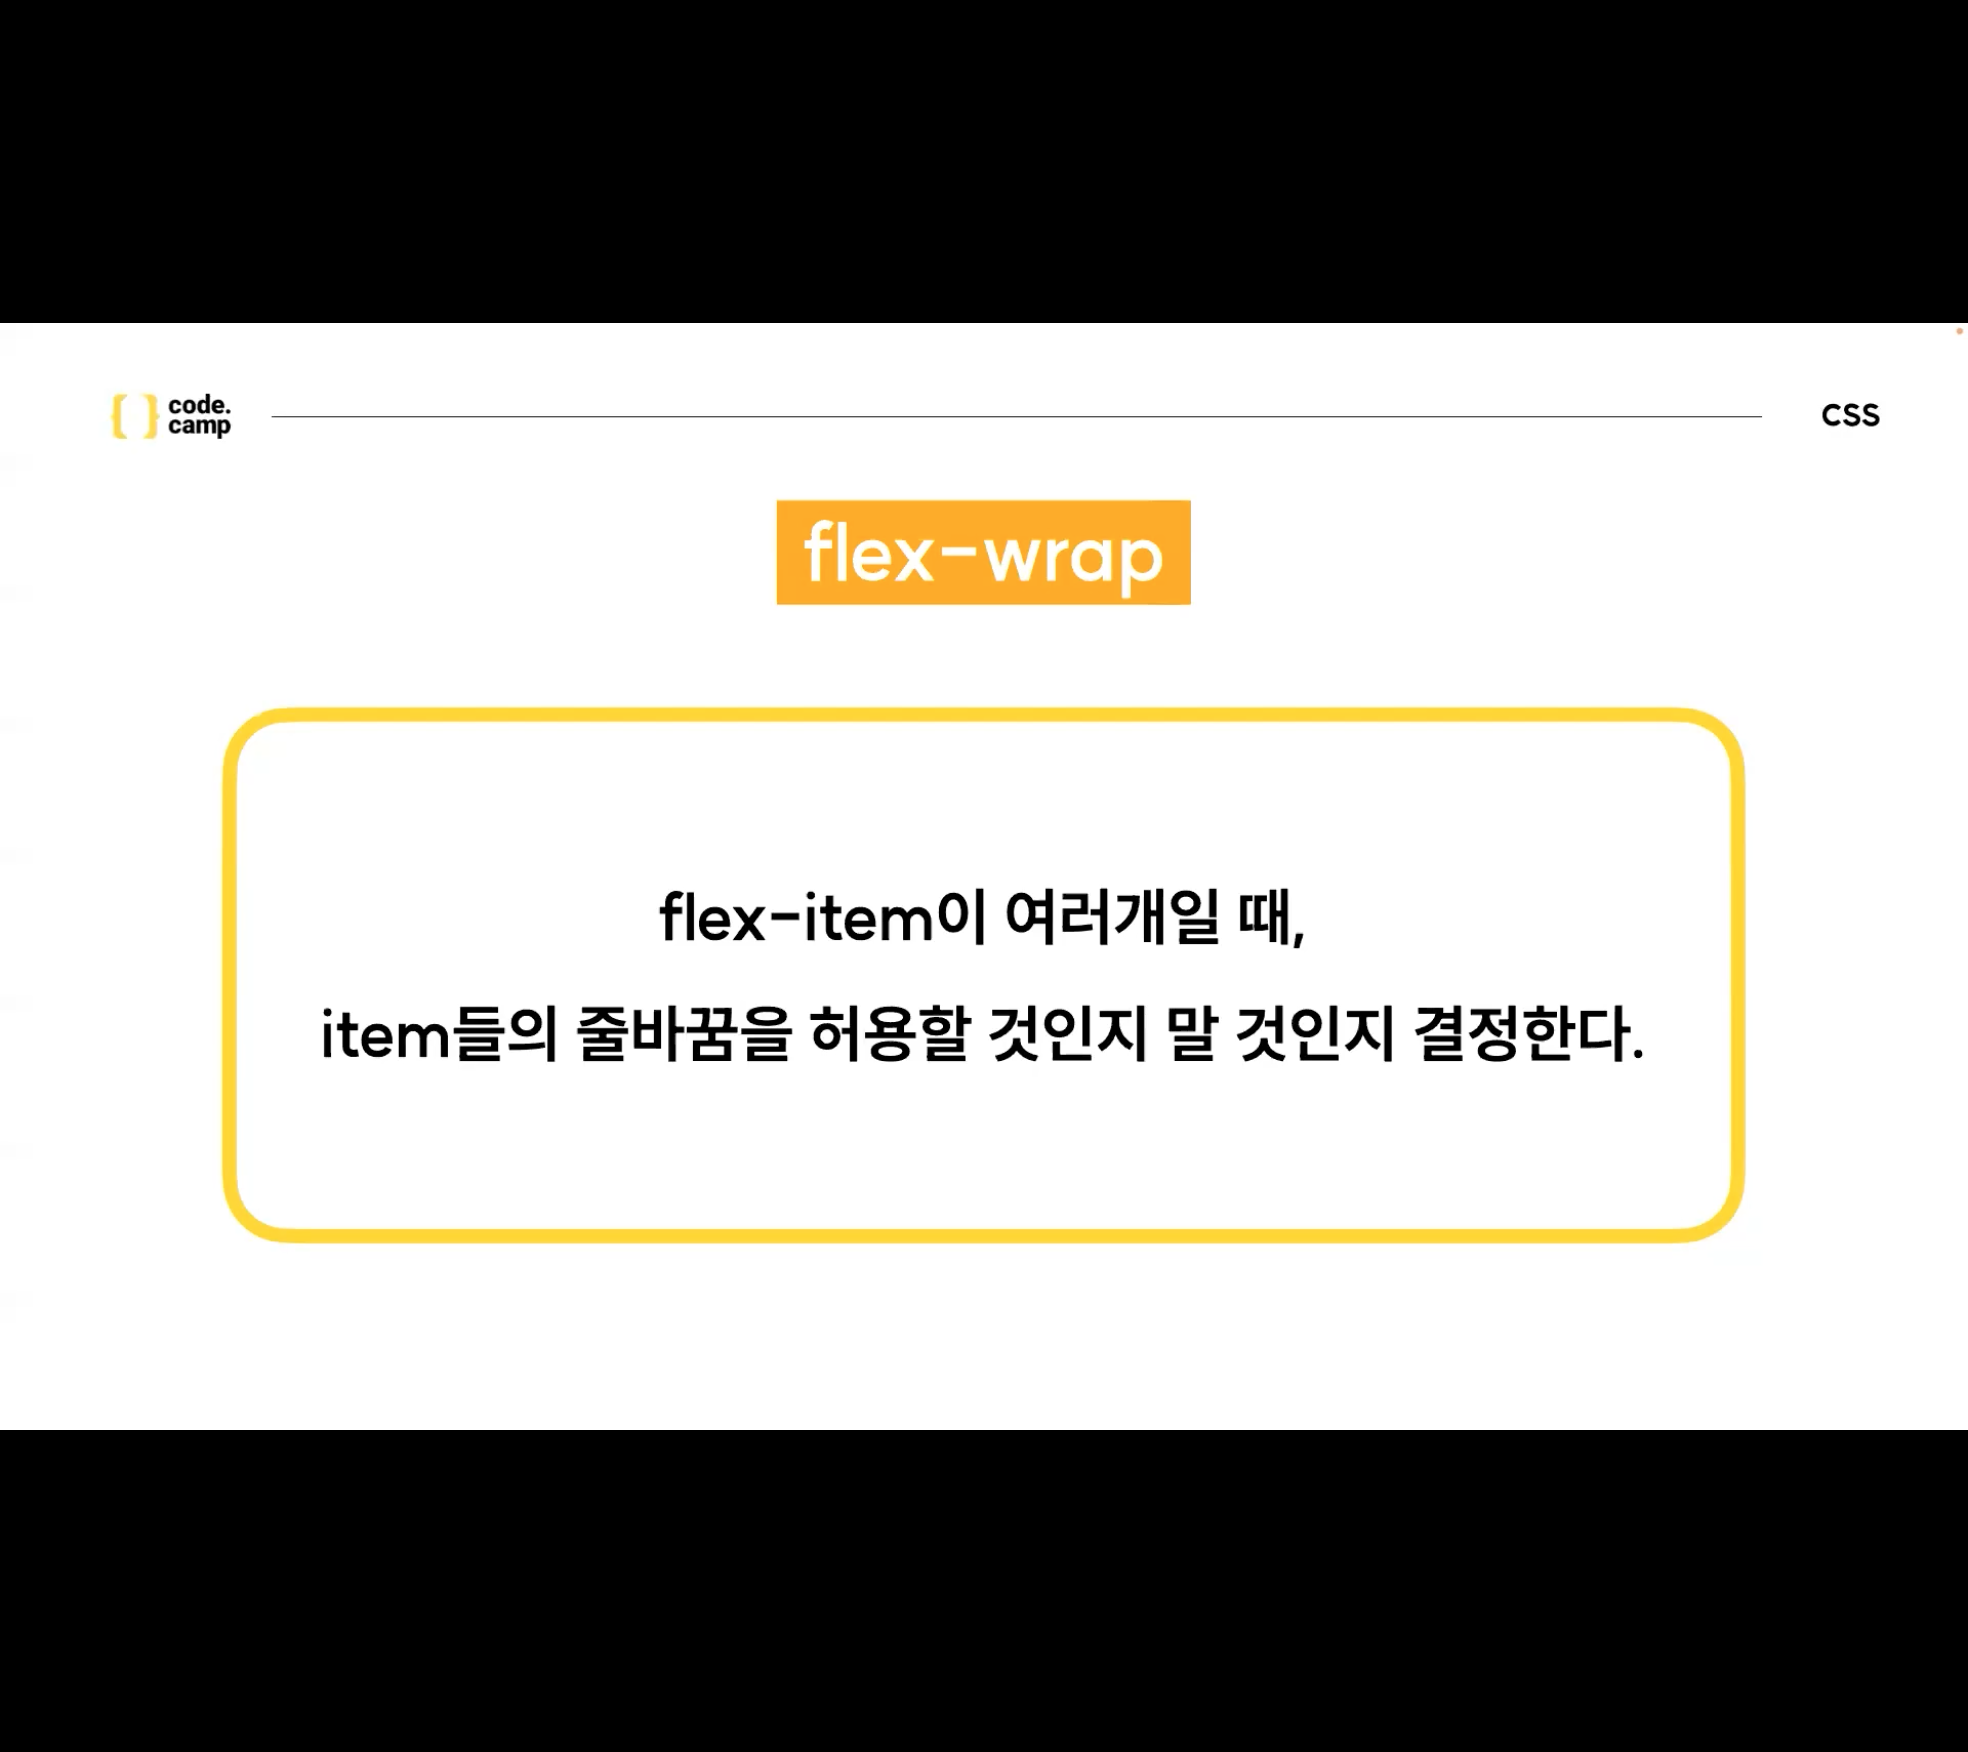 code.
camp
CSS
flex-wrap
flex-item이 여러개일 때,
item들의 줄바꿈을 허용할 것인지 말 것인지 결정한다.